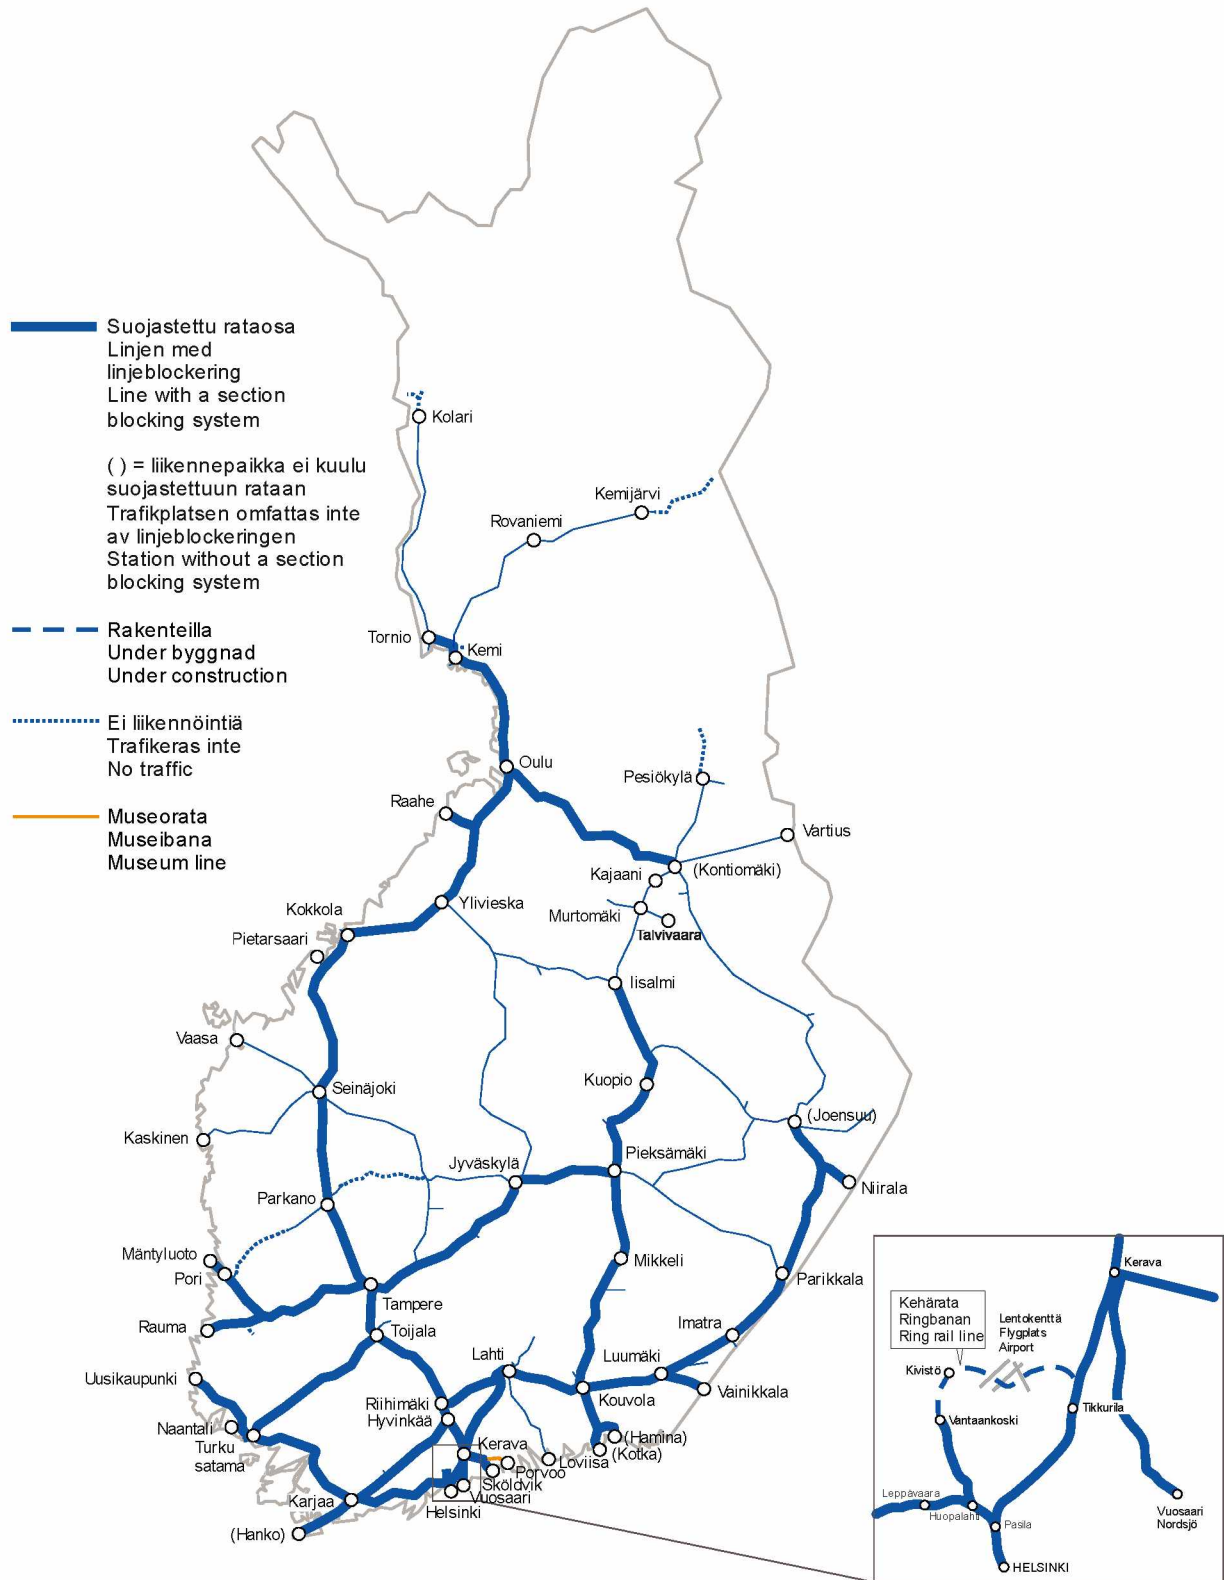 Suojastettu rataosa
Linjen med
linjeblockering
Line with a section
blocking system
( ) = liikennepaikka ei kuulu
suojastettuun rataan
Trafikplatsen omfattas inte
av linjeblockeringen
Station without a section
blocking system
Rakenteilla
Under byggnad
Under construction
Ei liikennöintiä
Trafikeras inte
No traffic
Museorata
Museibana
Museum line
Kolari
Kemijärvi
Rovaniemi
Tornio
Kemi
Oulu
Pesiökylä
Raahe
Vartius
(Kontiomäki)
Kajaani
Ylivieska
Murtomäki
Kokkola
Talvivaara
Pietarsaari
Iisalmi
Vaasa
Kuopio
Seinäjoki
(Joensuu)
Kaskinen
Pieksämäki
Jyväskylä
Niirala
Parkano
Mäntyluoto
Mikkeli
Pori
Parikkala
Tampere
Rauma
Toijala
Imatra
Lahti
Luumäki
Uusikaupunki
Kouvola
Vainikkala
Riihimäki
Hyvinkää
Naantali
(Hamina)
Turku
satama
Kerava
(Kotka)
Loviisa
Porvoo
Sköldvik
Vuosaari
Karjaa
Helsinki
(Hanko)
Kerava
Kehärata
Ringbanan
Ring rail line
Lentokenttä
Flygplats
Airport
Kivistö
Vantaankoski
Tikkurila
Leppävaara
Huopalahti
Pasila
Vuosaari
Nordsjö
HELSINKI